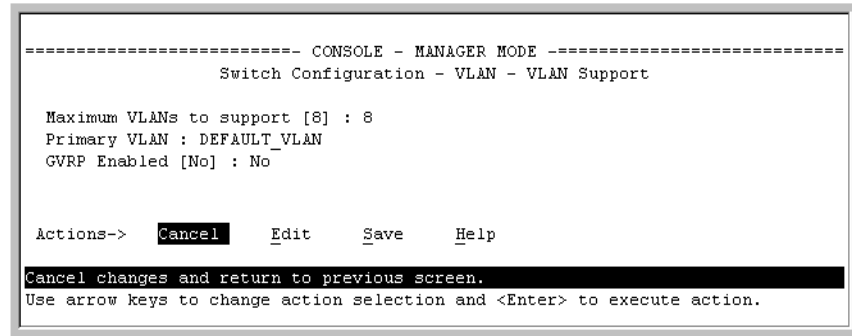 ===========================- CONSOLE - MANAGER MODE -============================
Switch Configuration - VLAN - VLAN Support
Maximum VLANs to support [8] : 8
Primary VLAN : DEFAULT_VLAN
GVRP Enabled [No] : No
Actions-> Cancel Edit Save Help
Cancel changes and return to previous screen.
Use arrow keys to change action selection and <Enter> to execute action.